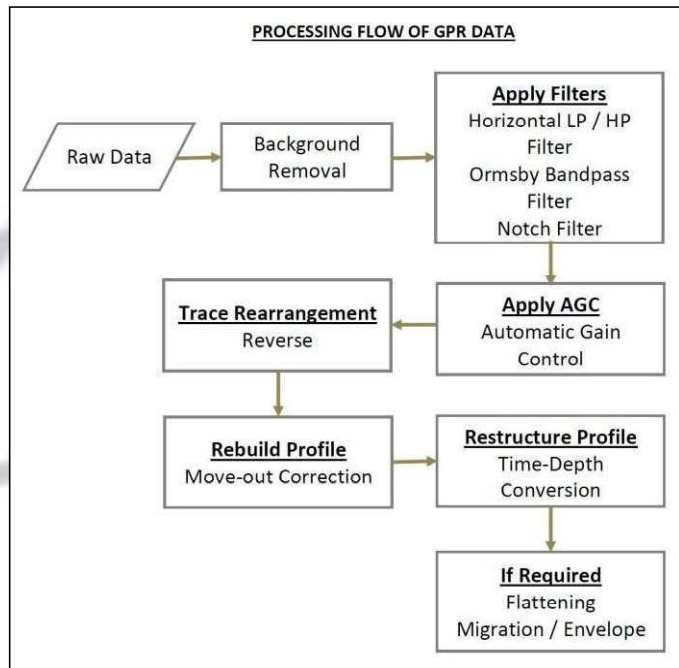 PROCESSING FLOW OF GPR DATA
Raw Data
Background
Removal
Apply Filters
Horizontal LP / HP
Filter
Ormsby Bandpass
Filter
Notch Filter
Apply AGC
Automatic Gain
Control
Trace Rearrangement
Reverse
Rebuild Profile
Move-out Correction
Restructure Profile
Time-Depth
Conversion
If Required
Flattening
Migration / Envelope